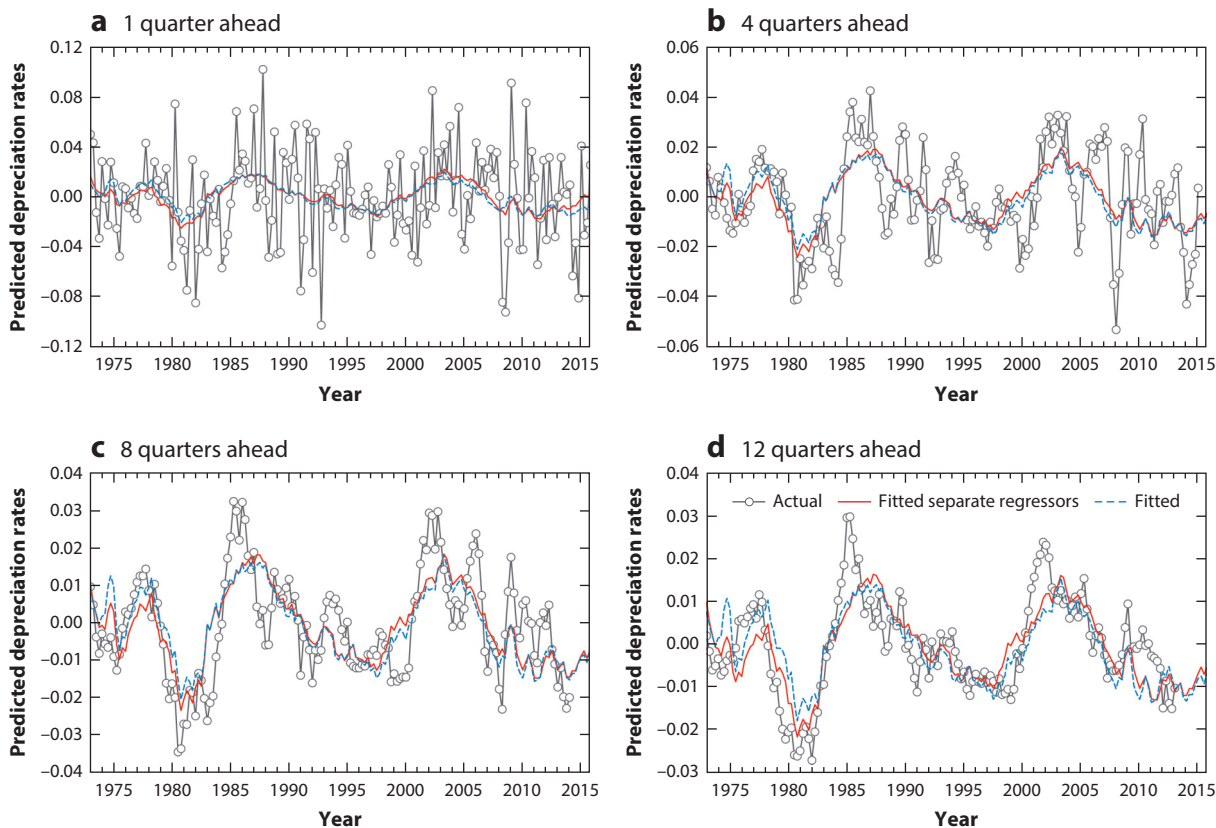 a 1 quarter ahead
Predicted depreciation rates
0.12
0.08
0.04
0.00
–0.04
–0.08
–0.12
1975 1980 1985 1990 1995 2000 2005 2010 2015
Year
b 4 quarters ahead
Predicted depreciation rates
0.06
0.04
0.02
0.00
–0.02
–0.04
–0.06
1975 1980 1985 1990 1995 2000 2005 2010 2015
Year
c 8 quarters ahead
Predicted depreciation rates
0.04
0.03
0.02
0.01
0.00
–0.01
–0.02
–0.03
–0.04
1975 1980 1985 1990 1995 2000 2005 2010 2015
Year
d 12 quarters ahead
Predicted depreciation rates
0.04
0.03
0.02
0.01
0.00
–0.01
–0.02
–0.03
Actual Fitted separate regressors Fitted
1975 1980 1985 1990 1995 2000 2005 2010 2015
Year